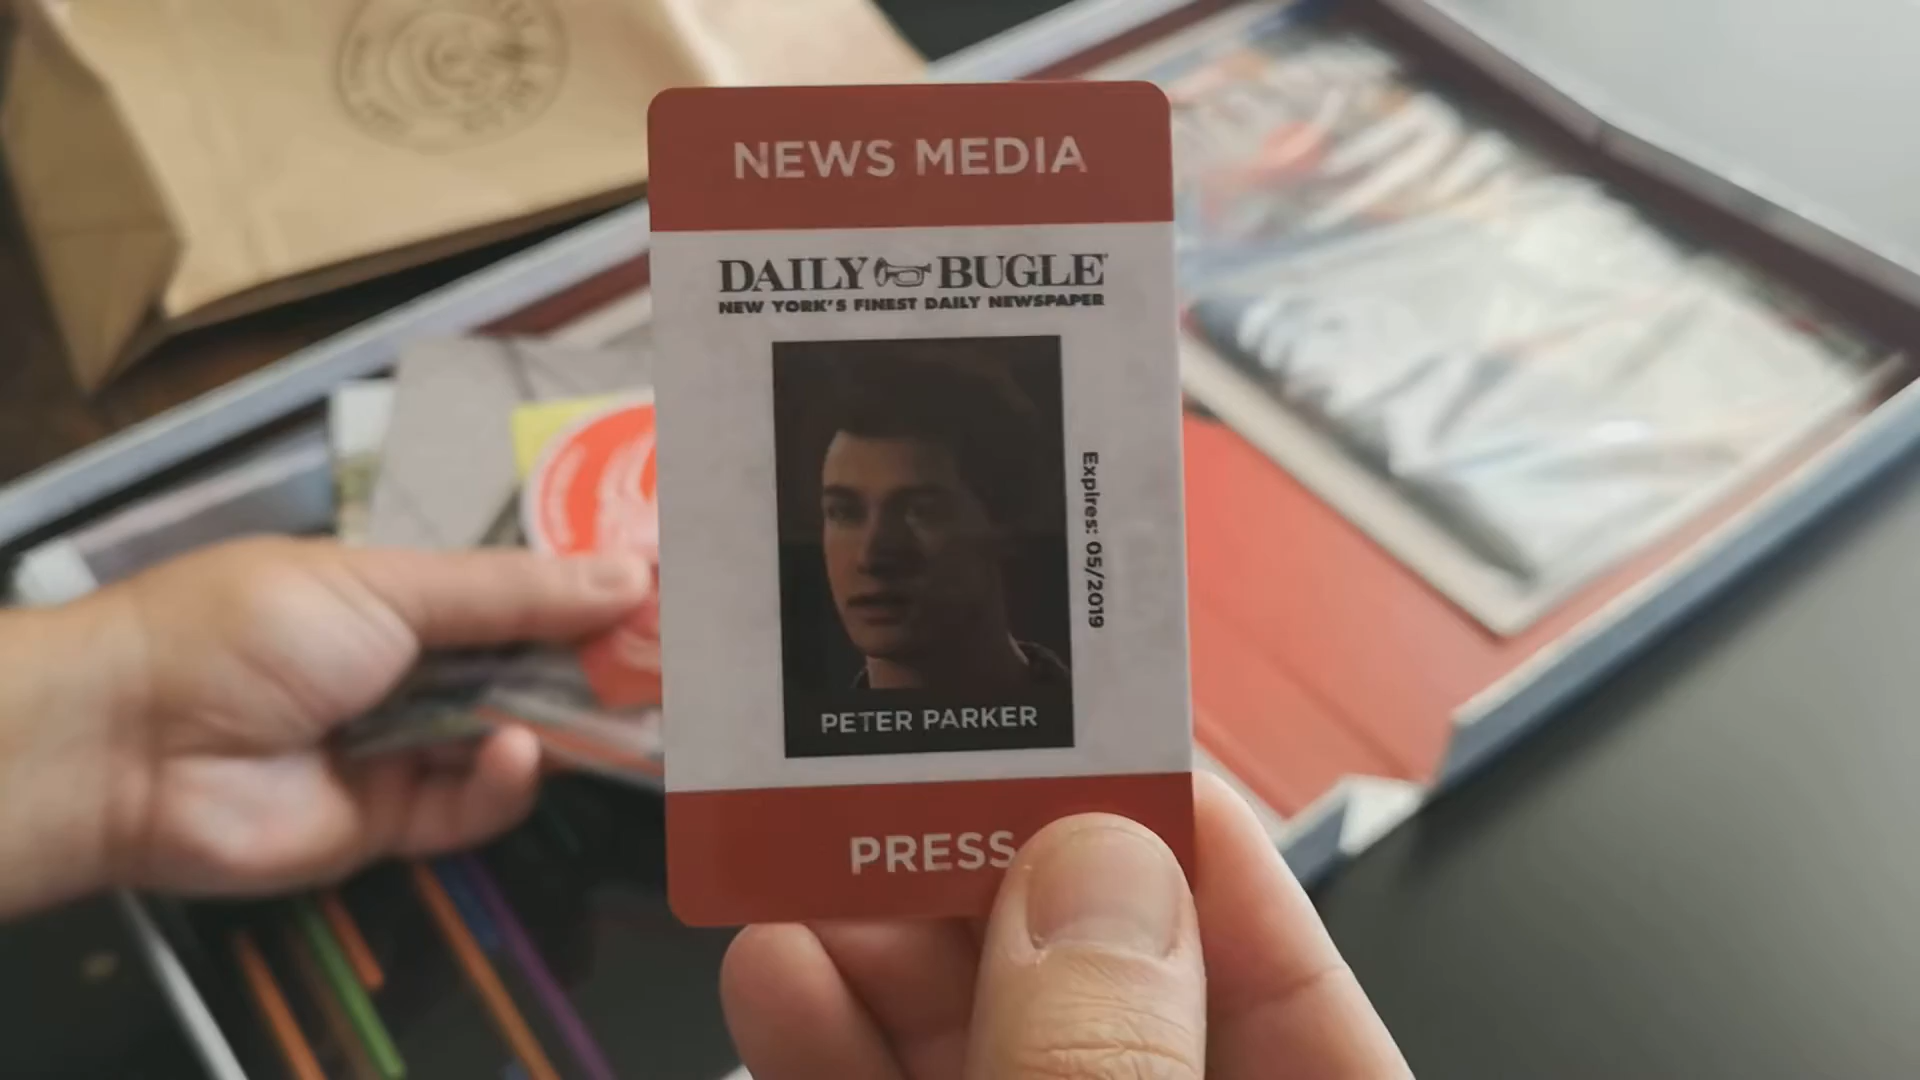 NEWS MEDIA
DAILY BUGLE
NEW YORK'S FINEST DAILY NEWSPAPER
Expires: 05/2019
PETER PARKER
PRESS